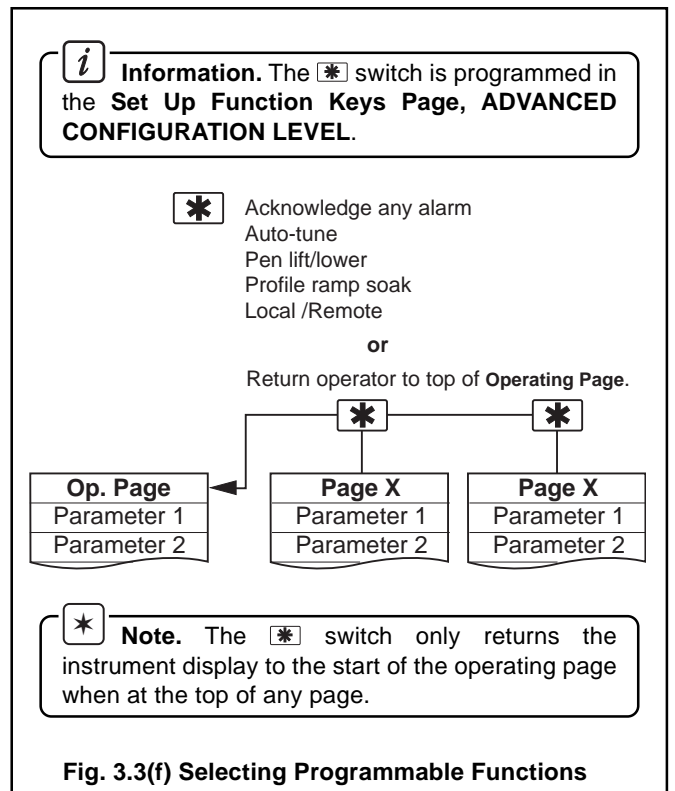 i Information. The ✱ switch is programmed in
the Set Up Function Keys Page, ADVANCED
CONFIGURATION LEVEL.
✱ Acknowledge any alarm
Auto-tune
Pen lift/lower
Profile ramp soak
Local /Remote
or
Return operator to top of Operating Page.
✱ ✱
Op. Page Page X Page X
Parameter 1 Parameter 1 Parameter 1
Parameter 2 Parameter 2 Parameter 2
✶ Note. The ✱ switch only returns the
instrument display to the start of the operating page
when at the top of any page.
Fig. 3.3(f) Selecting Programmable Functions